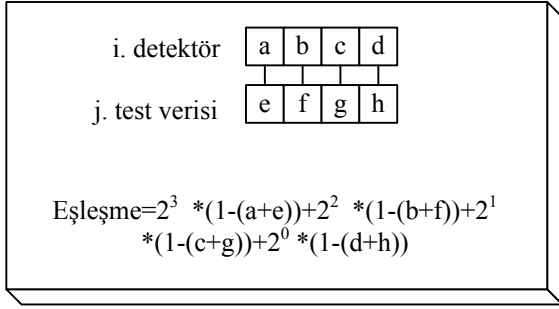 i. detektör a b c d
j. test verisi e f g h
Eşleşme=2³ *(1-(a+e))+2² *(1-(b+f))+2¹
*(1-(c+g))+2⁰ *(1-(d+h))